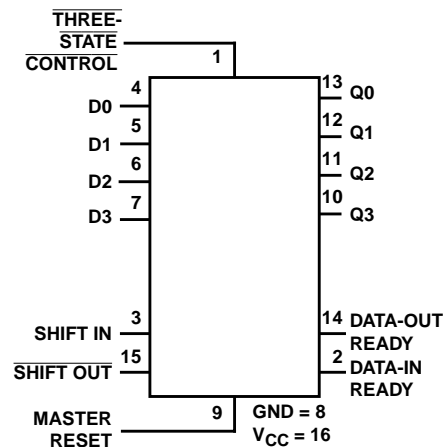 THREE-
STATE
CONTROL
1
4
D0
5
D1
6
D2
7
D3
3
SHIFT IN
15
SHIFT OUT
MASTER
RESET
9
13
Q0
12
Q1
11
Q2
10
Q3
14
DATA-OUT
READY
2
DATA-IN
READY
GND = 8
VCC = 16